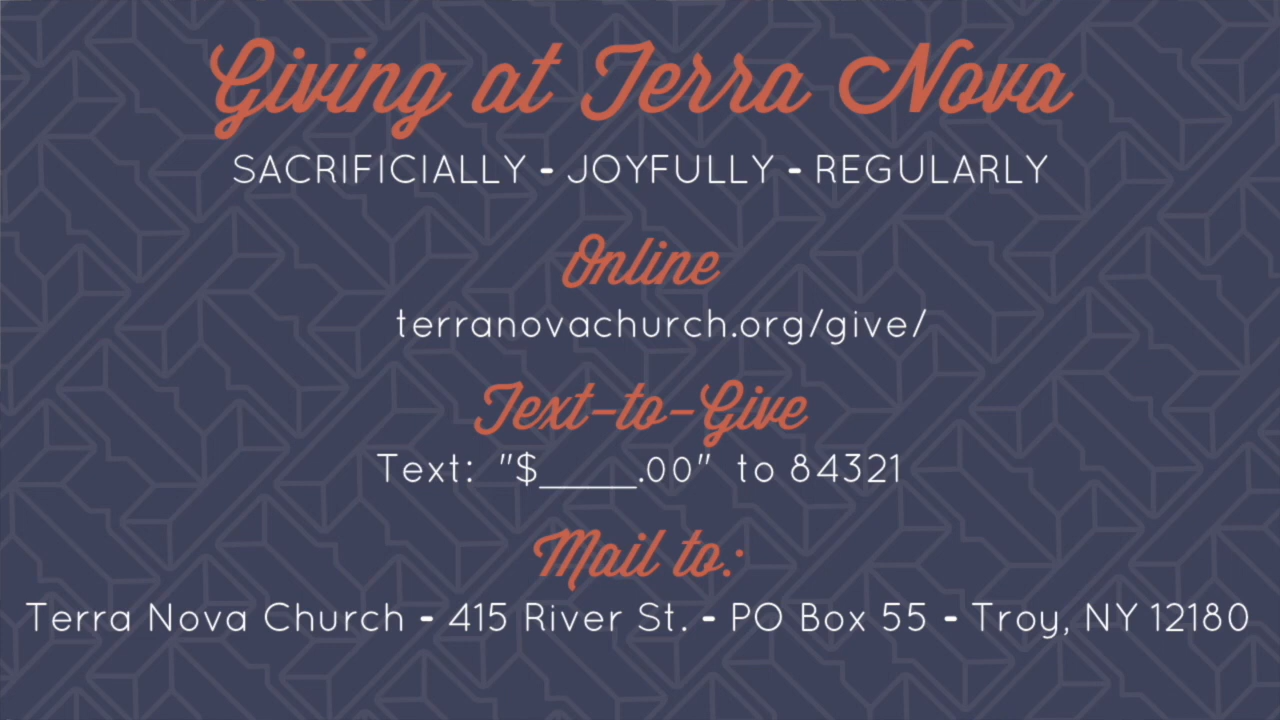 Giving at Terra Nova
SACRIFICIALLY - JOYFULLY - REGULARLY
Online
terranovachurch.org/give/
Text-to-Give
Text: "$_____.00" to 84321
Mail to:
Terra Nova Church - 415 River St. - PO Box 55 - Troy, NY 12180